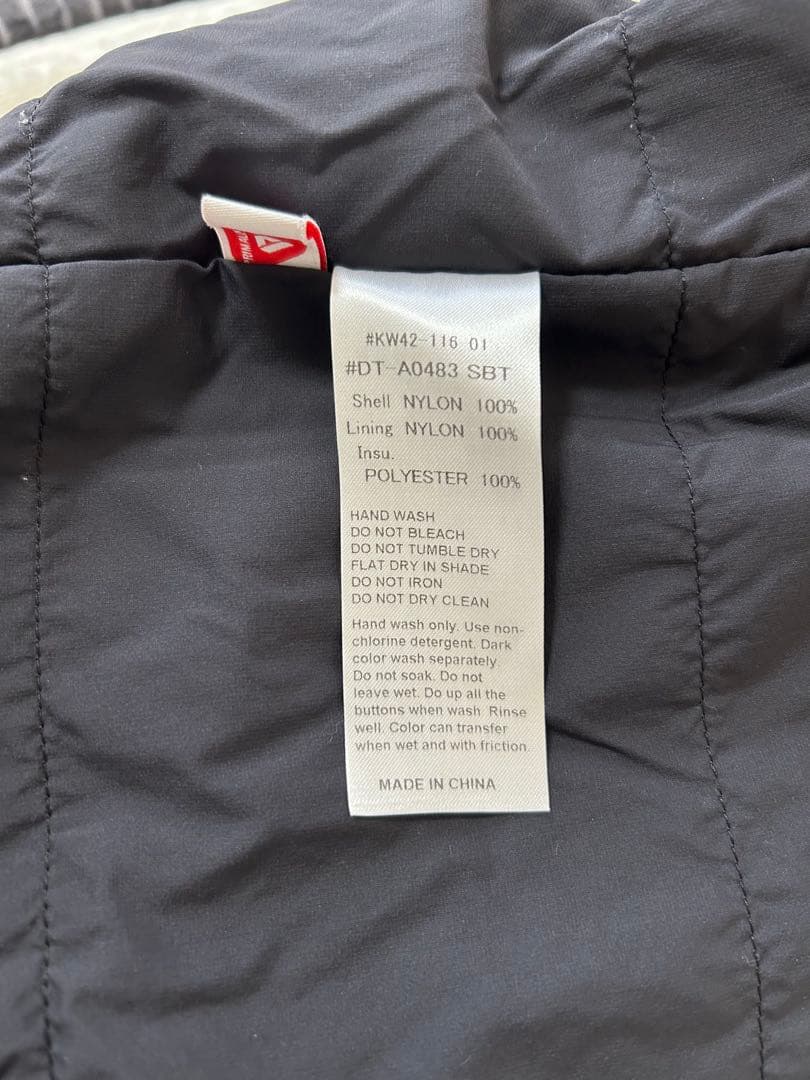 #KW42-116 01
#DT-A0483 SBT
Shell NYLON 100%
Lining NYLON 100%
Insu.
POLYESTER 100%
HAND WASH
DO NOT BLEACH
DO NOT TUMBLE DRY
FLAT DRY IN SHADE
DO NOT IRON
DO NOT DRY CLEAN
Hand wash only. Use non-
chlorine detergent. Dark
color wash separately.
Do not soak. Do not
leave wet. Do up all the
buttons when wash. Rinse
well. Color can transfer
when wet and with friction.
MADE IN CHINA